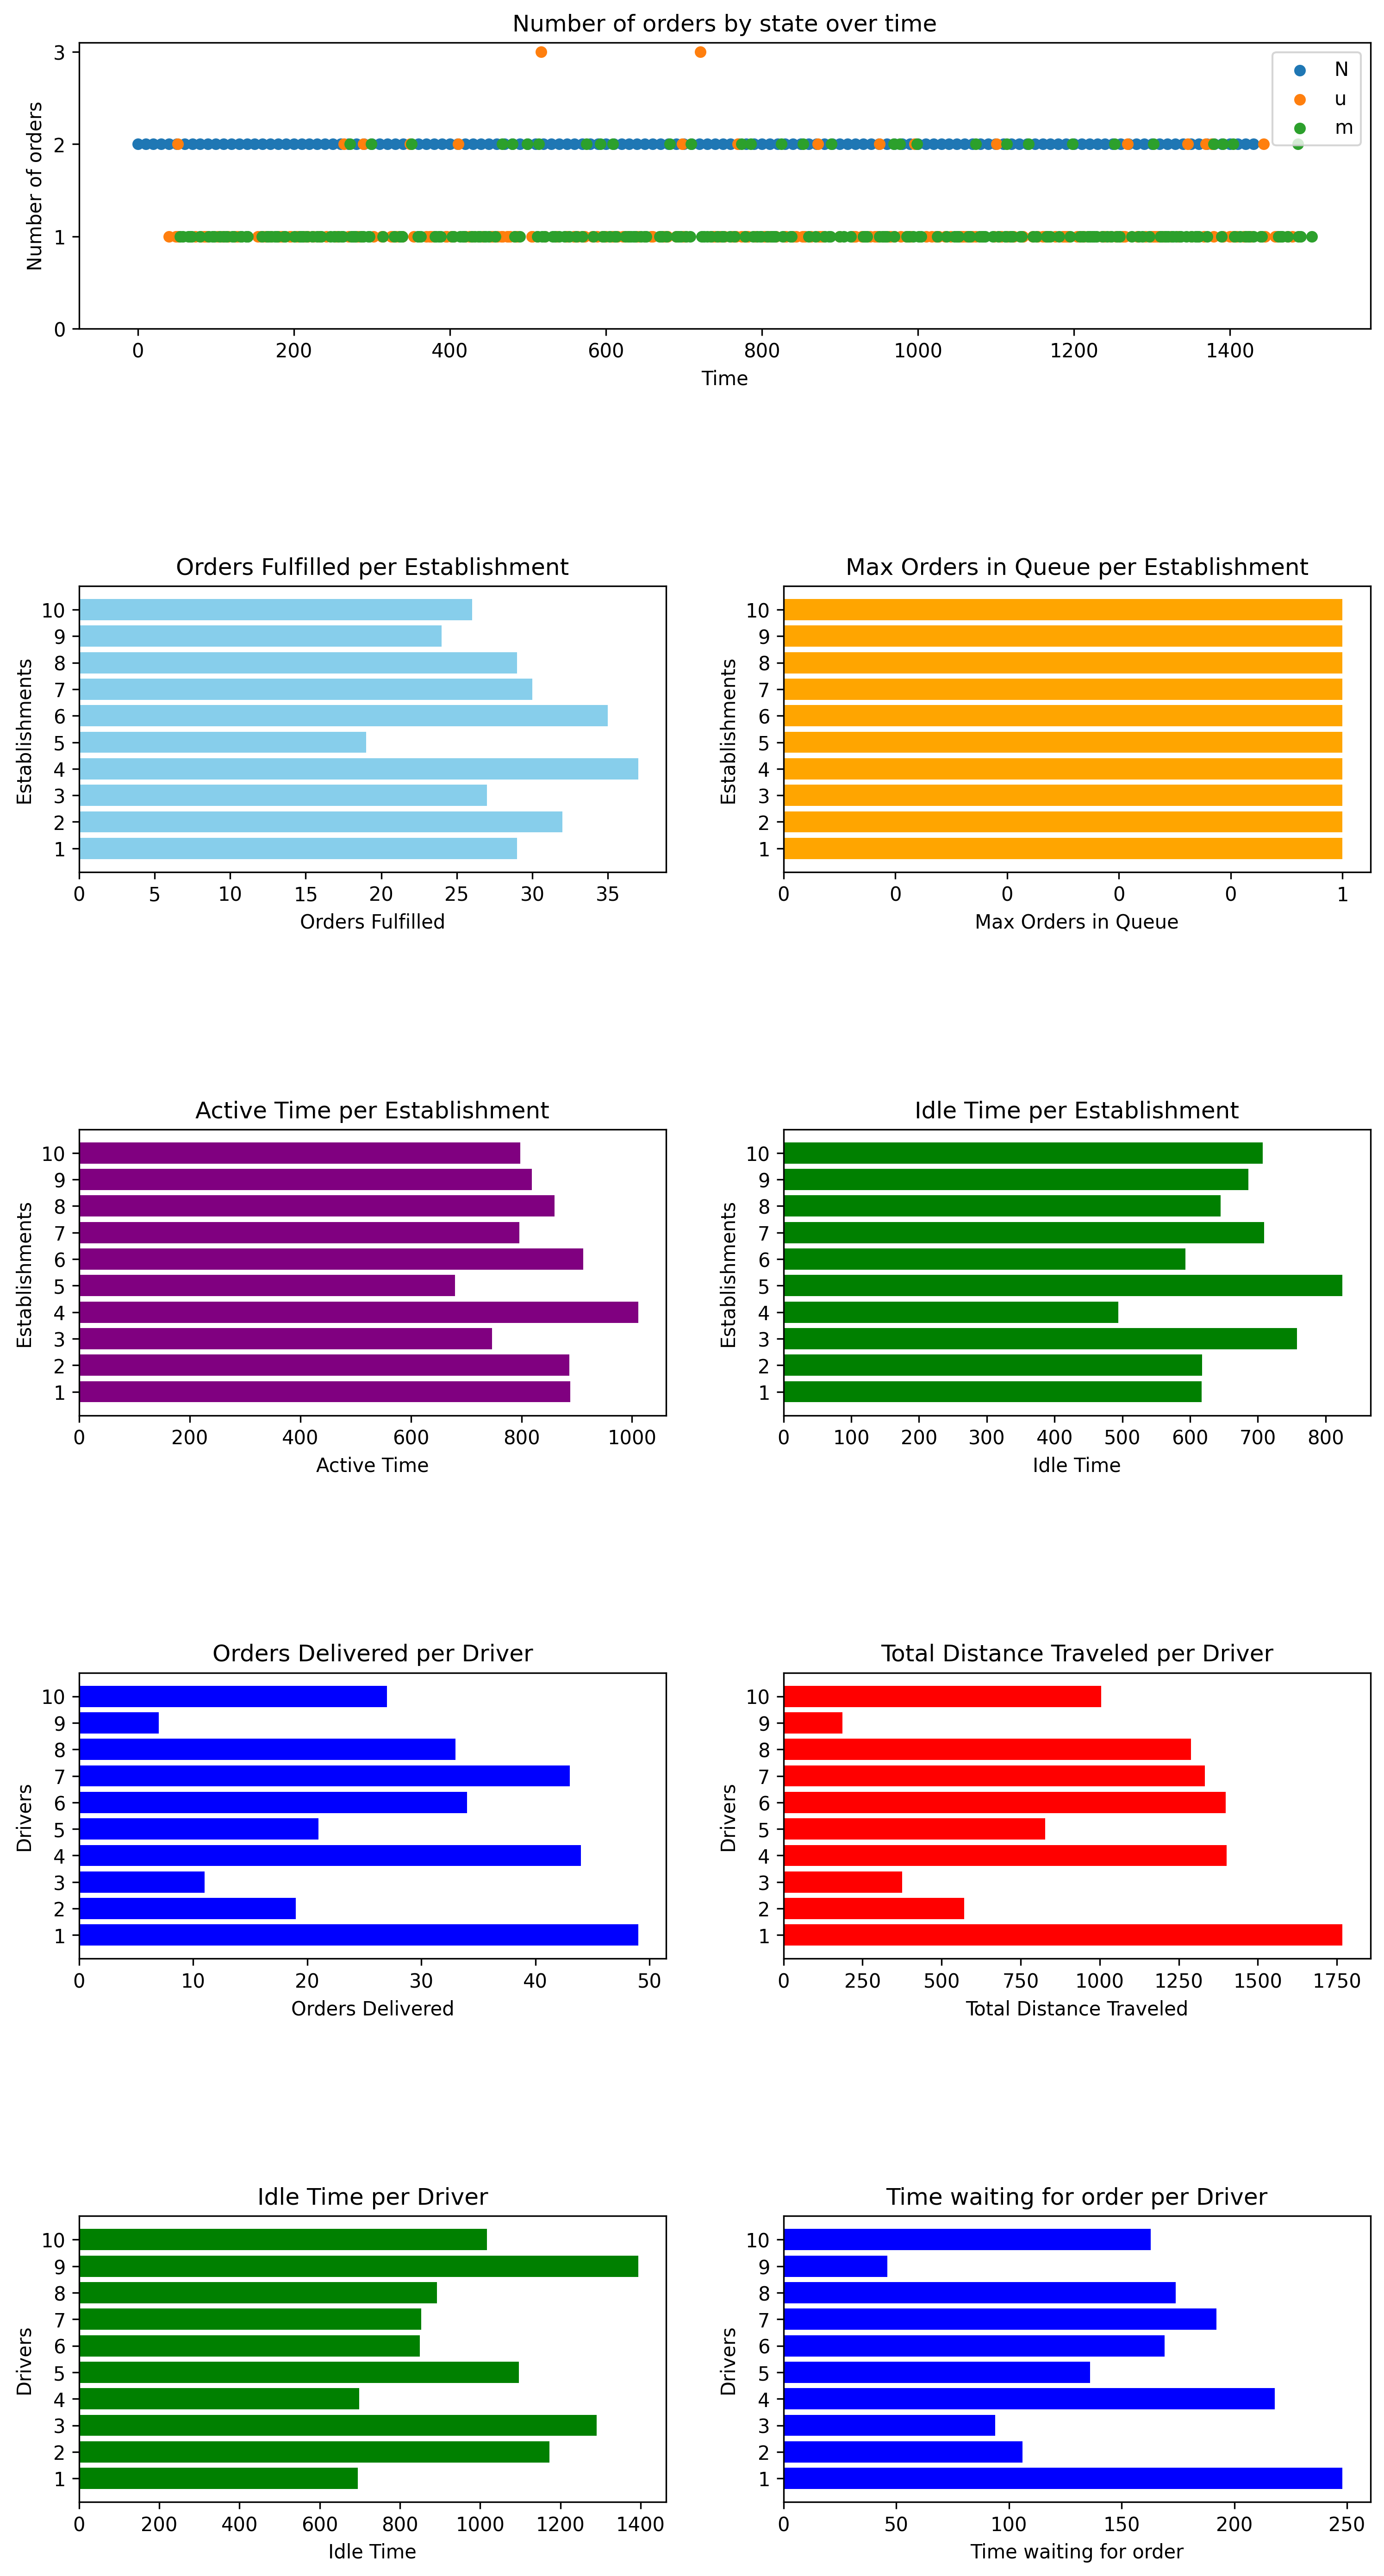 Number of orders by state over time
Number of orders
3
2
1
0
N
u
m
0 200 400 600 800 1000 1200 1400
Time
Orders Fulfilled per Establishment
Establishments
10
9
8
7
6
5
4
3
2
1
0 5 10 15 20 25 30 35
Orders Fulfilled
Max Orders in Queue per Establishment
Establishments
10
9
8
7
6
5
4
3
2
1
0 0 0 0 0 1
Max Orders in Queue
Active Time per Establishment
Establishments
10
9
8
7
6
5
4
3
2
1
0 200 400 600 800 1000
Active Time
Idle Time per Establishment
Establishments
10
9
8
7
6
5
4
3
2
1
0 100 200 300 400 500 600 700 800
Idle Time
Orders Delivered per Driver
Drivers
10
9
8
7
6
5
4
3
2
1
0 10 20 30 40 50
Orders Delivered
Total Distance Traveled per Driver
Drivers
10
9
8
7
6
5
4
3
2
1
0 250 500 750 1000 1250 1500 1750
Total Distance Traveled
Idle Time per Driver
Drivers
10
9
8
7
6
5
4
3
2
1
0 200 400 600 800 1000 1200 1400
Idle Time
Time waiting for order per Driver
Drivers
10
9
8
7
6
5
4
3
2
1
0 50 100 150 200 250
Time waiting for order